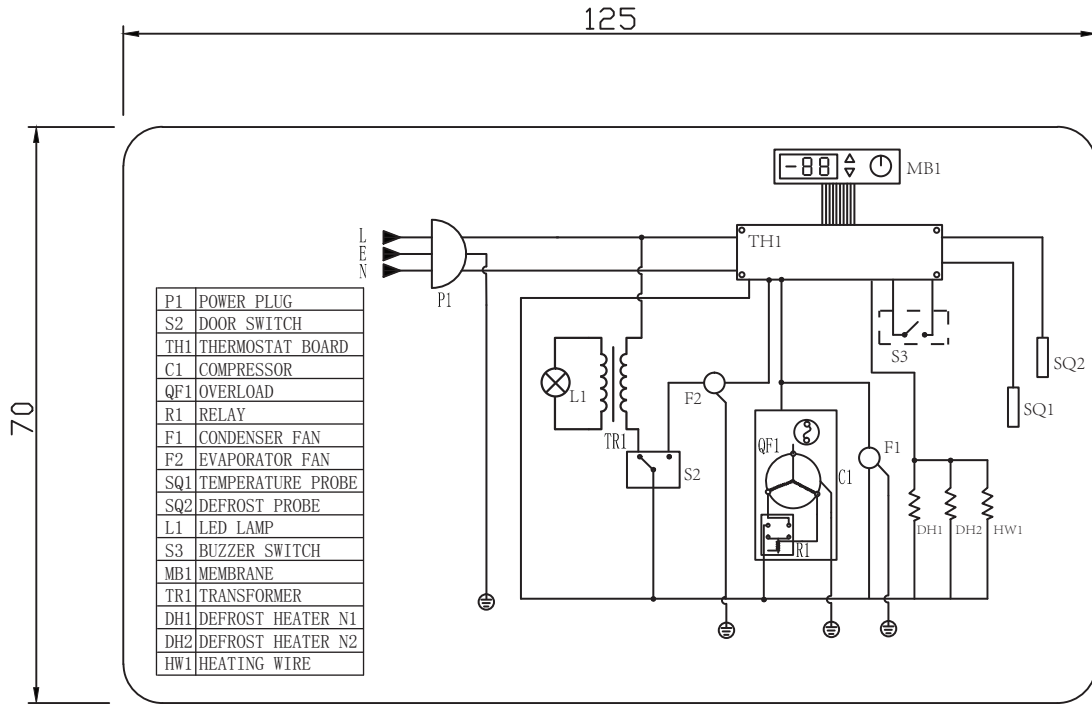 125
70
-88
MB1
TH1
L
E
N
P1
P1 POWER PLUG
S2 DOOR SWITCH
TH1 THERMOSTAT BOARD
C1 COMPRESSOR
QF1 OVERLOAD
R1 RELAY
F1 CONDENSER FAN
F2 EVAPORATOR FAN
SQ1 TEMPERATURE PROBE
SQ2 DEFROST PROBE
L1 LED LAMP
S3 BUZZER SWITCH
MB1 MEMBRANE
TR1 TRANSFORMER
DH1 DEFROST HEATER N1
DH2 DEFROST HEATER N2
HW1 HEATING WIRE
S3
SQ2
SQ1
L1
F2
TR1
S2
QF1
C1
F1
R1
DH1
DH2
HW1